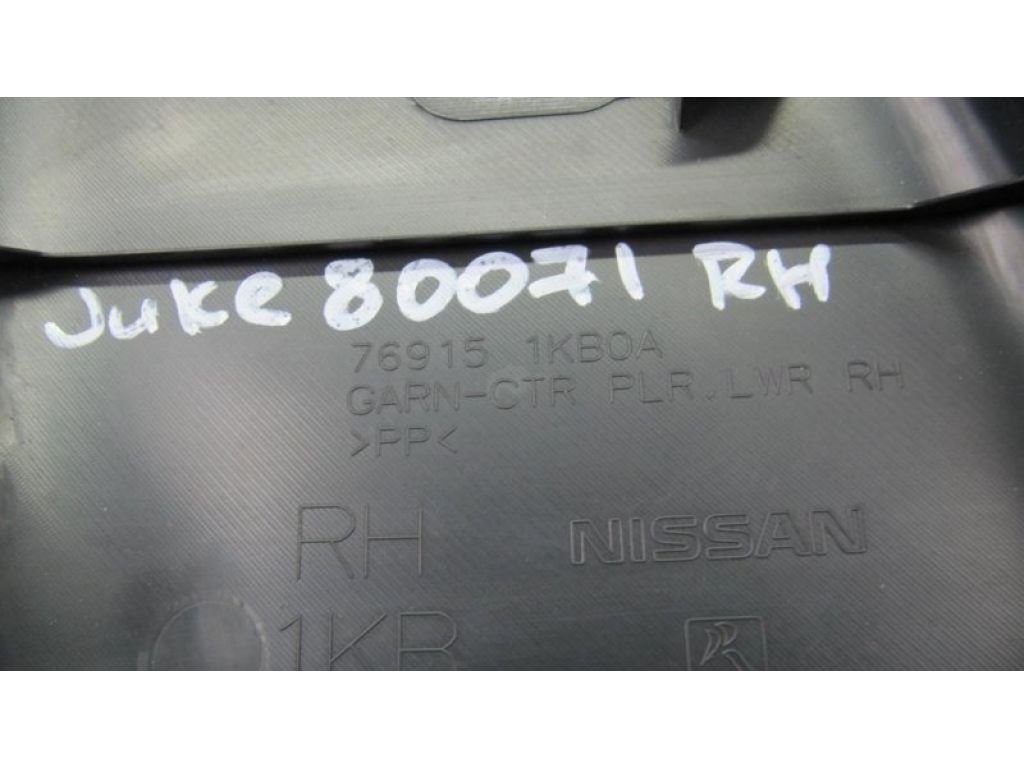 Juke 80071 RH
76915 1KB0A
GARN-CTR PLR.LWR RH
>PP<
RH NISSAN
1KB